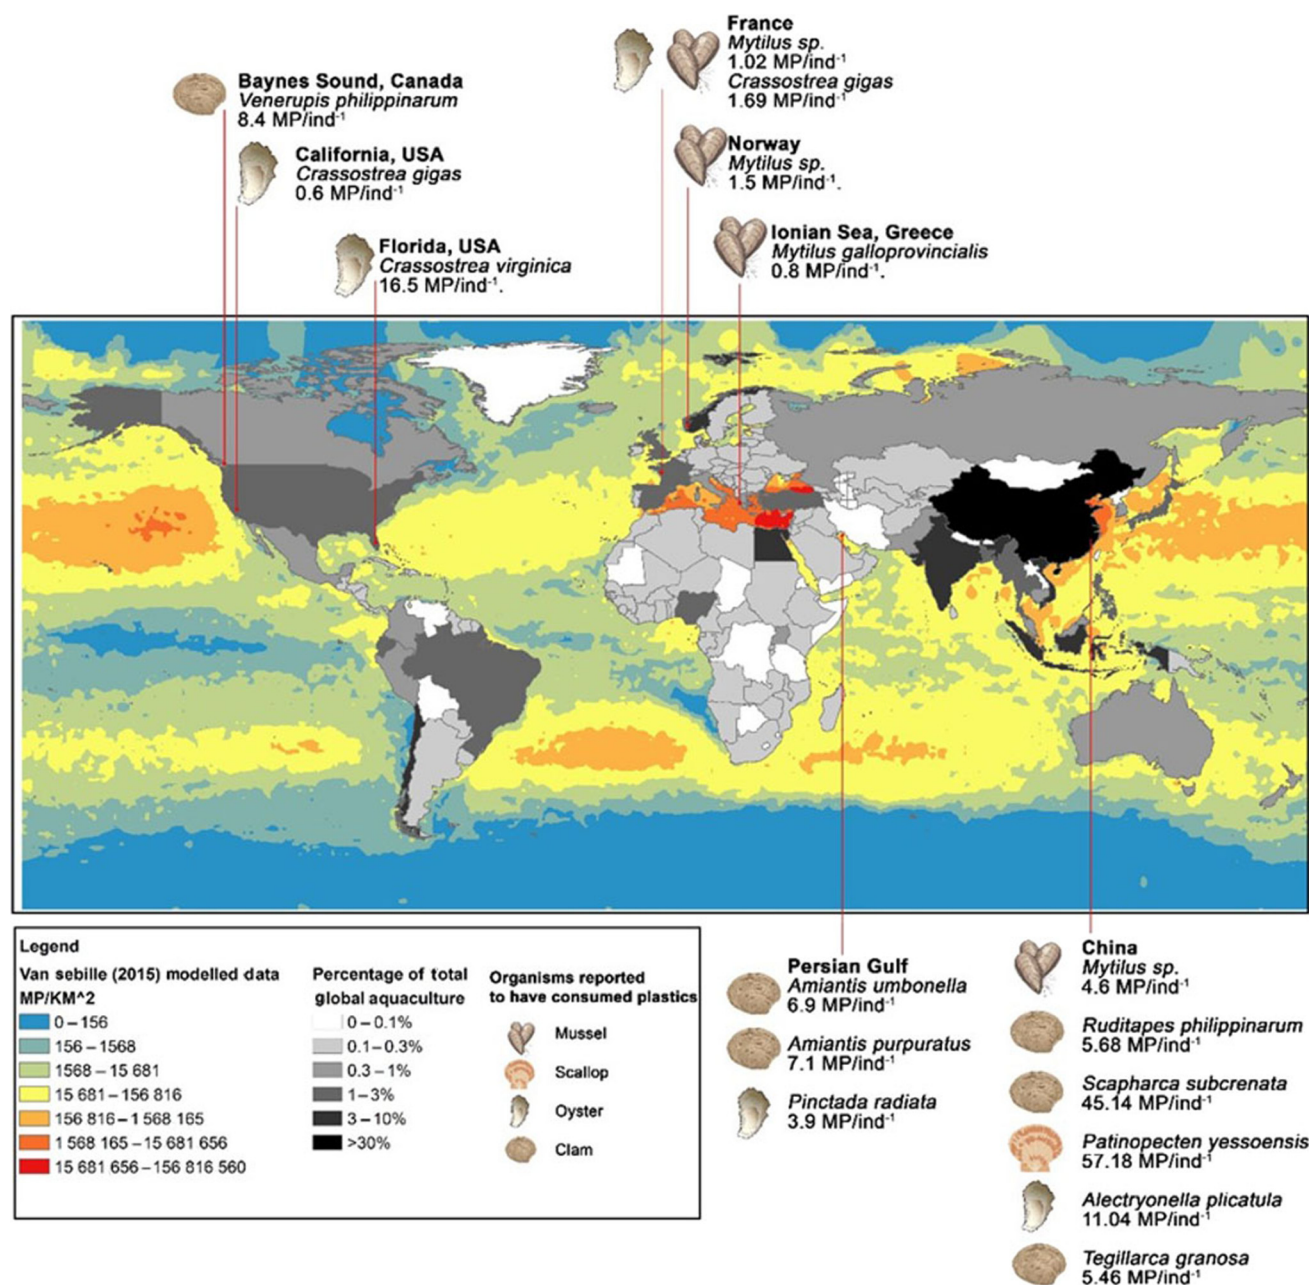 France
Mytilus sp.
1.02 MP/ind⁻¹
Crassostrea gigas
1.69 MP/ind⁻¹
Baynes Sound, Canada
Venerupis philippinarum
8.4 MP/ind⁻¹
California, USA
Crassostrea gigas
0.6 MP/ind⁻¹
Norway
Mytilus sp.
1.5 MP/ind⁻¹.
Florida, USA
Crassostrea virginica
16.5 MP/ind⁻¹.
Ionian Sea, Greece
Mytilus galloprovincialis
0.8 MP/ind⁻¹.
Legend
Van sebille (2015) modelled data
MP/KM^2
0–156
156–1568
1568–15 681
15 681–156 816
156 816–1 568 165
1 568 165–15 681 656
15 681 656–156 816 560
Percentage of total
global aquaculture
0–0.1%
0.1–0.3%
0.3–1%
1–3%
3–10%
>30%
Organisms reported
to have consumed plastics
Mussel
Scallop
Oyster
Clam
Persian Gulf
Amiantis umbonella
6.9 MP/ind⁻¹
Amiantis purpuratus
7.1 MP/ind⁻¹
Pinctada radiata
3.9 MP/ind⁻¹
China
Mytilus sp.
4.6 MP/ind⁻¹
Ruditapes philippinarum
5.68 MP/ind⁻¹
Scapharca subcrenata
45.14 MP/ind⁻¹
Patinopecten yessoensis
57.18 MP/ind⁻¹
Alectryonella plicatula
11.04 MP/ind⁻¹
Tegillarca granosa
5.46 MP/ind⁻¹